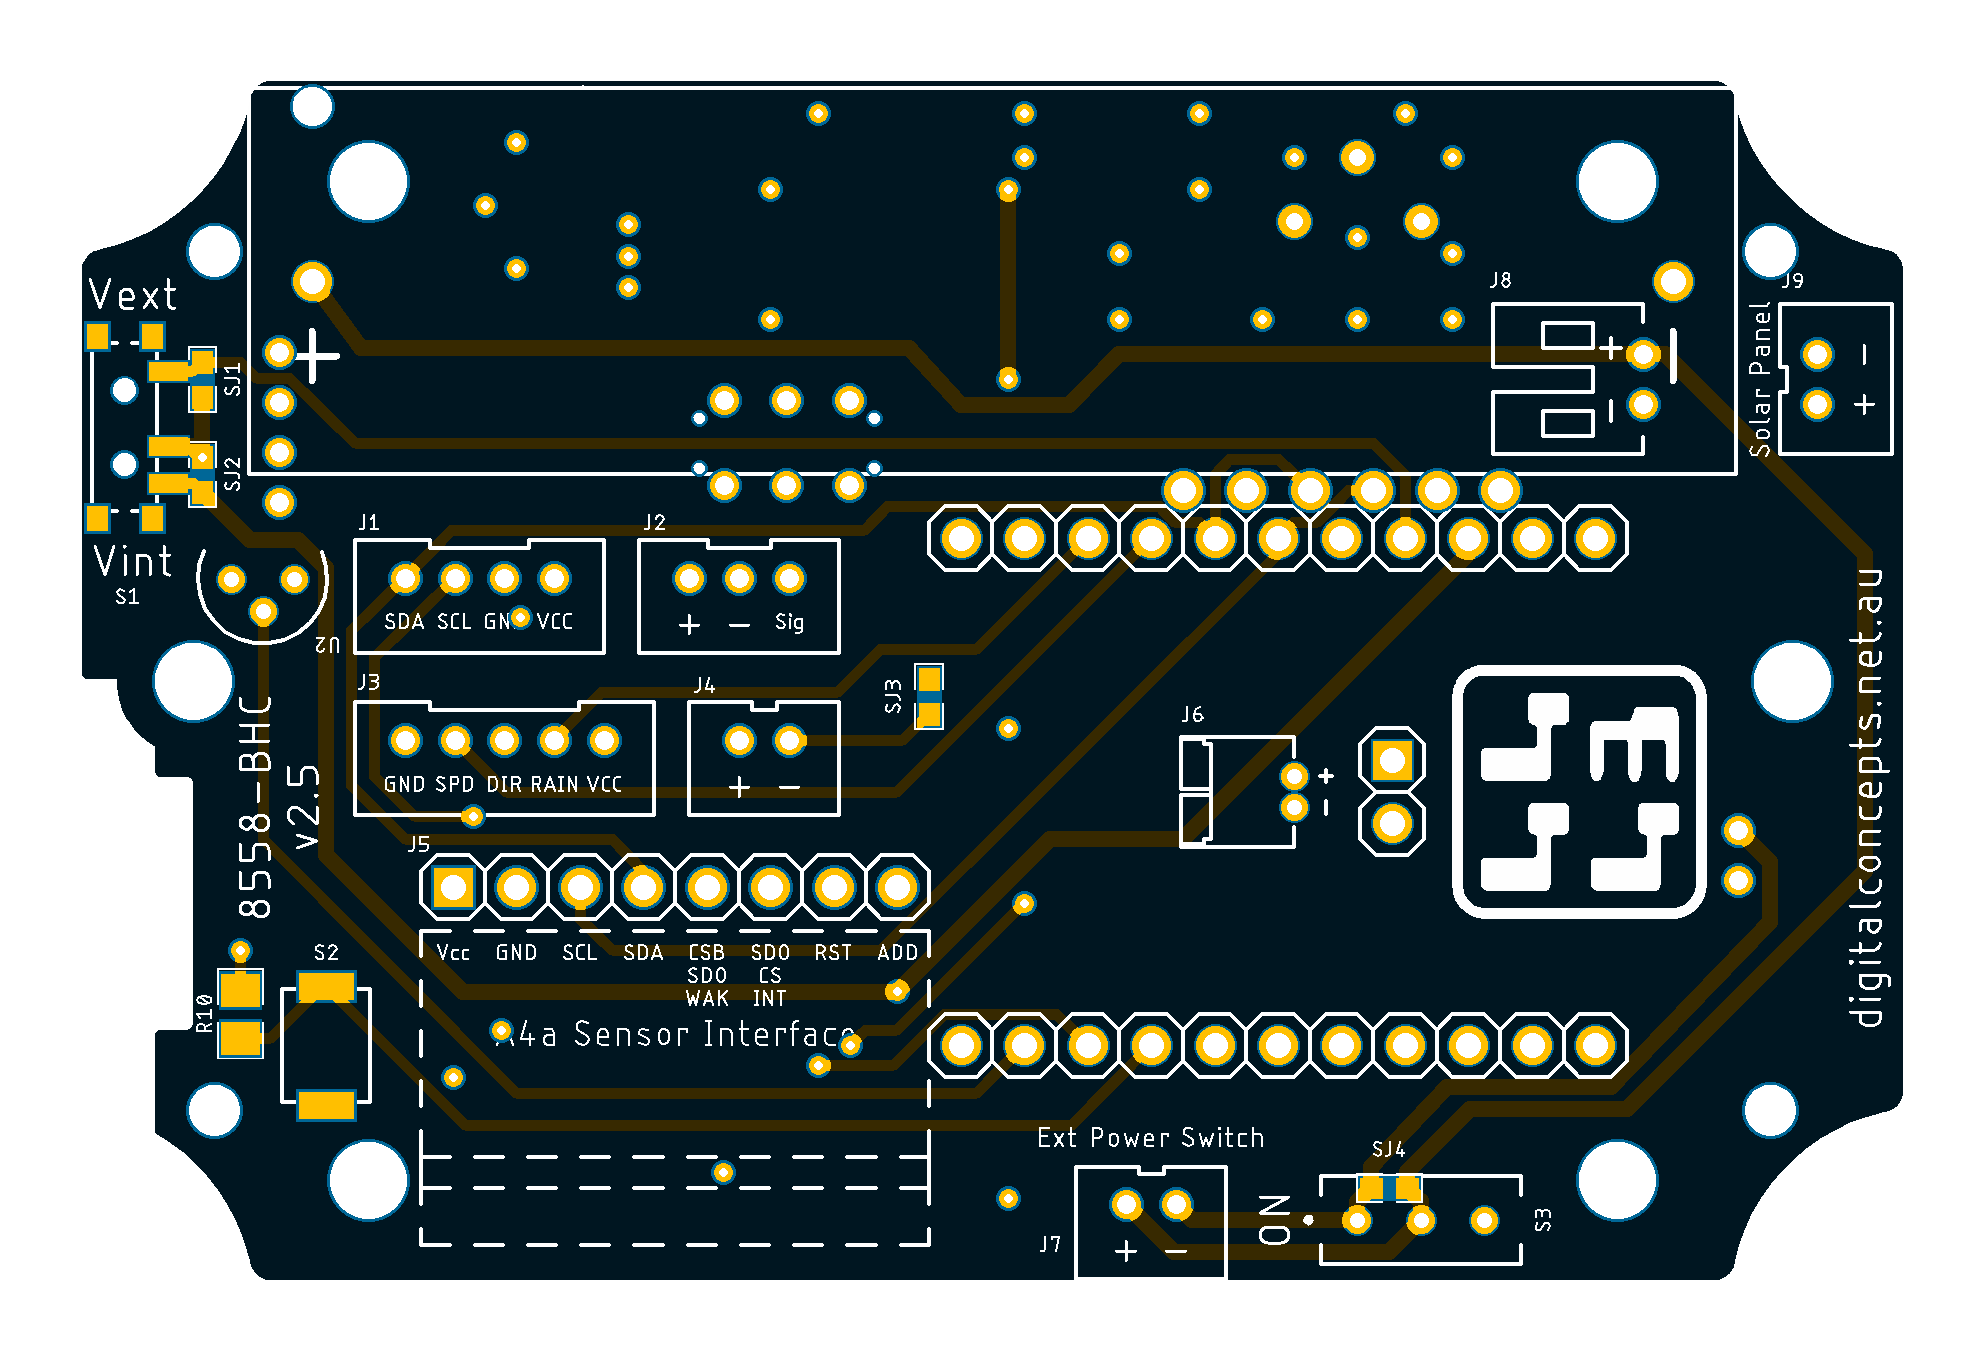 Vext
+
J8
J9
+
-
Solar Panel
-
+
SJ1
SJ2
Vint
S1
U2
J1
SDA SCL GN VCC
J2
+ - Sig
J3
GND SPD DIR RAIN VCC
J4
+ -
SJ3
J6
+
-
8558-BHC
v2.5
J5
Vcc GND SCL SDA CSB SDO RST ADD
SDO CS
WAK INT
A4a Sensor Interface
S2
R10
digitalconcepts.net.au
Ext Power Switch
J7
+ -
ON
SJ4
S3